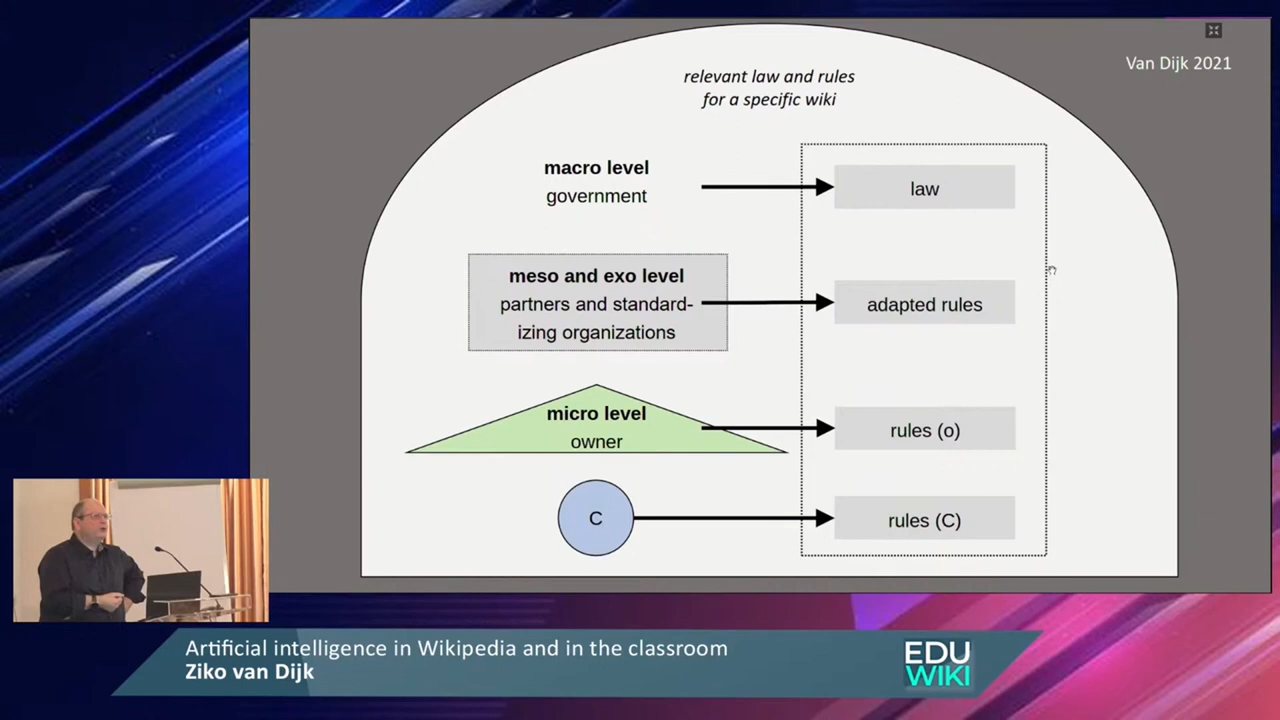 Van Dijk 2021
relevant law and rules
for a specific wiki
macro level
government
law
meso and exo level
partners and standard-
izing organizations
adapted rules
micro level
owner
rules (o)
C
rules (C)
Artificial intelligence in Wikipedia and in the classroom
Ziko van Dijk
EDU
WIKI